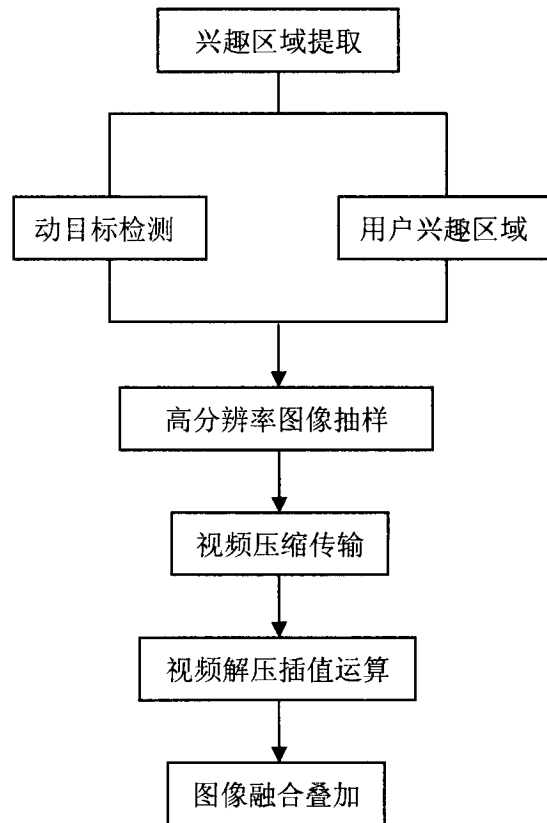 兴趣区域提取
动目标检测
用户兴趣区域
高分辨率图像抽样
视频压缩传输
视频解压插值运算
图像融合叠加